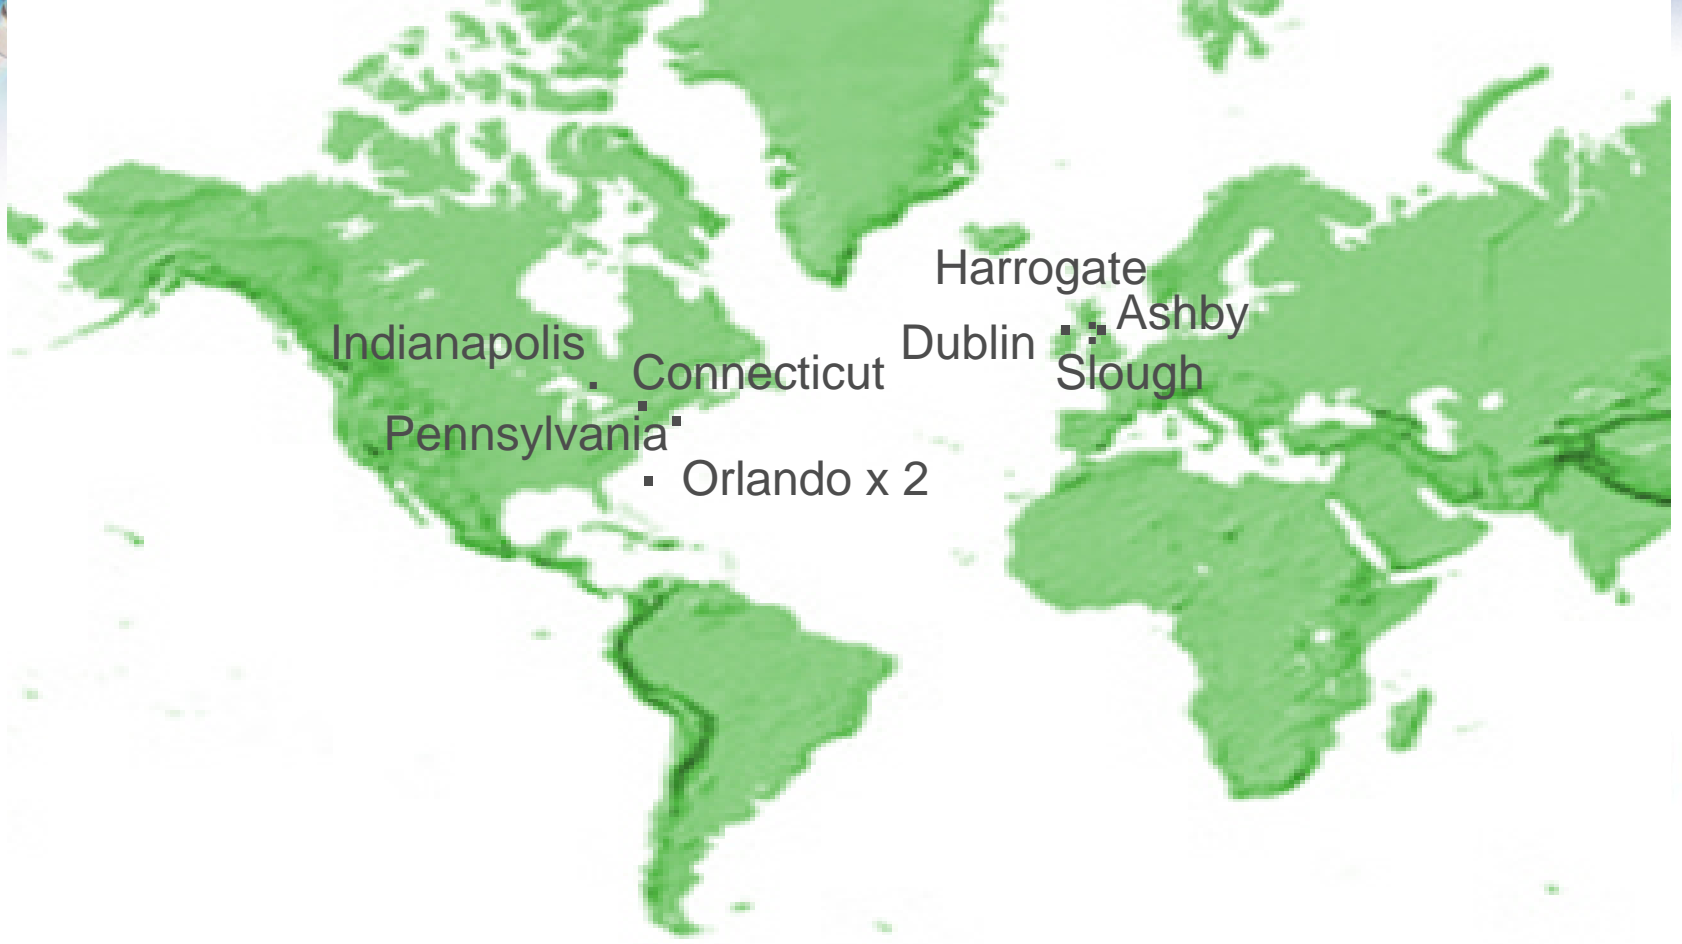 Harrogate
Ashby
Indianapolis
Dublin
Connecticut
Slough
Pennsylvania
Orlando x 2